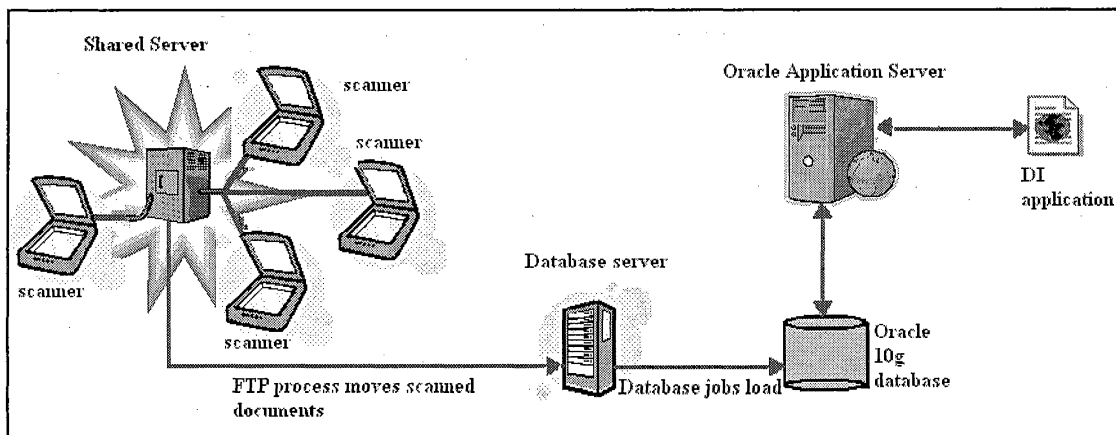 Shared Server
scanner
scanner
scanner
scanner
Oracle Application Server
DI
application
Database server
Oracle
10g
database
FTP process moves scanned
documents
Database jobs load